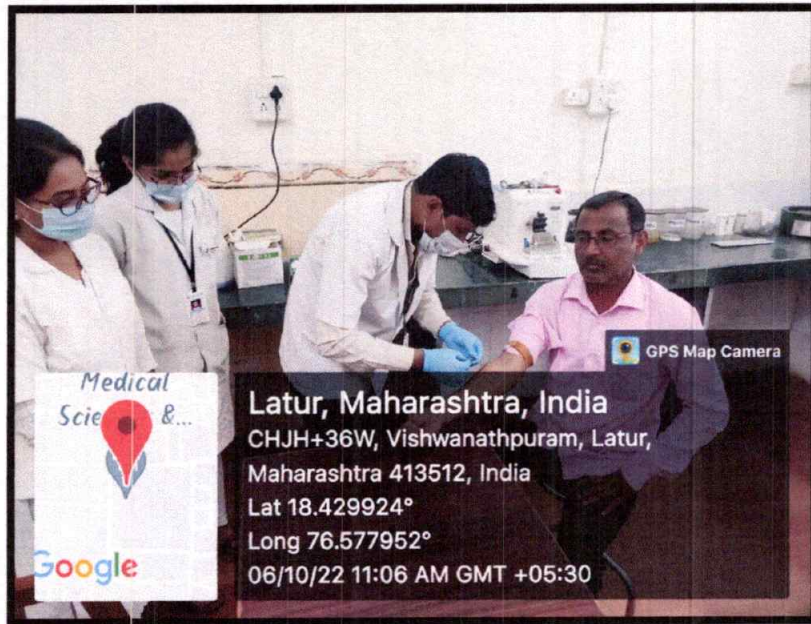 GPS Map Camera
Medical
Scie & ...
Google
Latur, Maharashtra, India
CHJH+36W, Vishwanathpuram, Latur,
Maharashtra 413512, India
Lat 18.429924°
Long 76.577952°
06/10/22 11:06 AM GMT +05:30